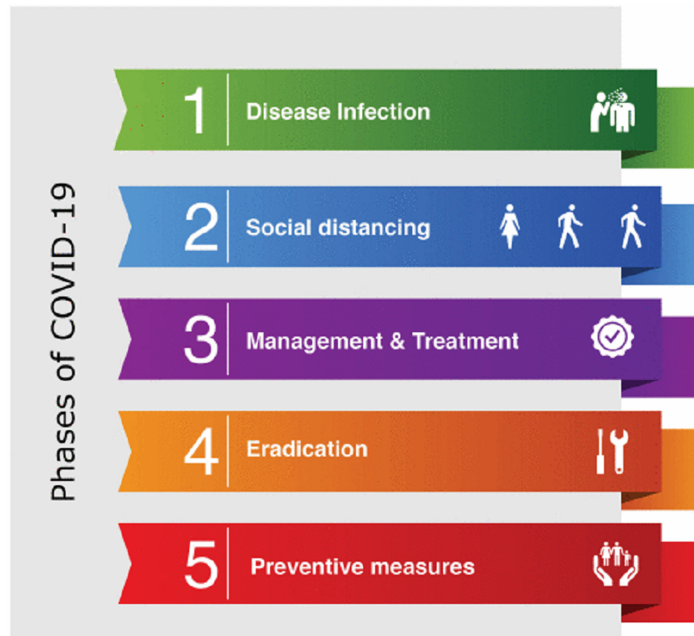 Phases of COVID-19
1 Disease Infection
2 Social distancing
3 Management & Treatment
4 Eradication
5 Preventive measures